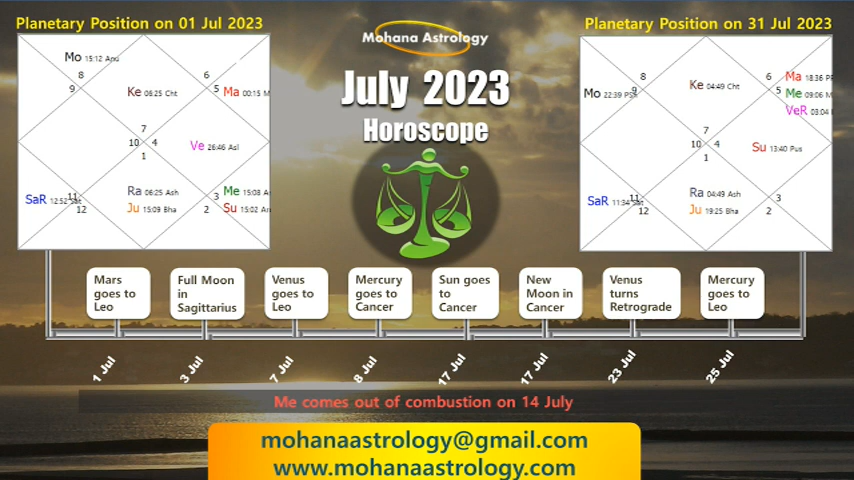 Planetary Position on 01 Jul 2023
Mohana Astrology
July 2023
Horoscope
Planetary Position on 31 Jul 2023
Mo 15:12 Anu
8
9
6
5
Ke 06:25 Cht
Ma 00:15 M
7
10 4
1
Ve 26:46 Asl
SaR 12:52
11
12
Ra 06:25 Ash
Ju 15:09 Bha
3
2
Me 15:08
Su 15:02
8
9
6
5
Mo 22:39
Ke 04:49 Cht
Ma 18:36
Me 09:06 M
VeR 03:04
7
10 4
1
Su 13:40 Pus
SaR 11:34
11
12
Ra 04:49 Ash
Ju 19:25 Bha
3
2
Mars
goes to
Leo
Full Moon
in
Sagittarius
Venus
goes to
Leo
Mercury
goes to
Cancer
Sun goes
to
Cancer
New
Moon in
Cancer
Venus
turns
Retrograde
Mercury
goes to
Leo
1 Jul
3 Jul
7 Jul
8 Jul
17 Jul
17 Jul
23 Jul
25 Jul
Me comes out of combustion on 14 July
mohanaastrology@gmail.com
www.mohanaastrology.com